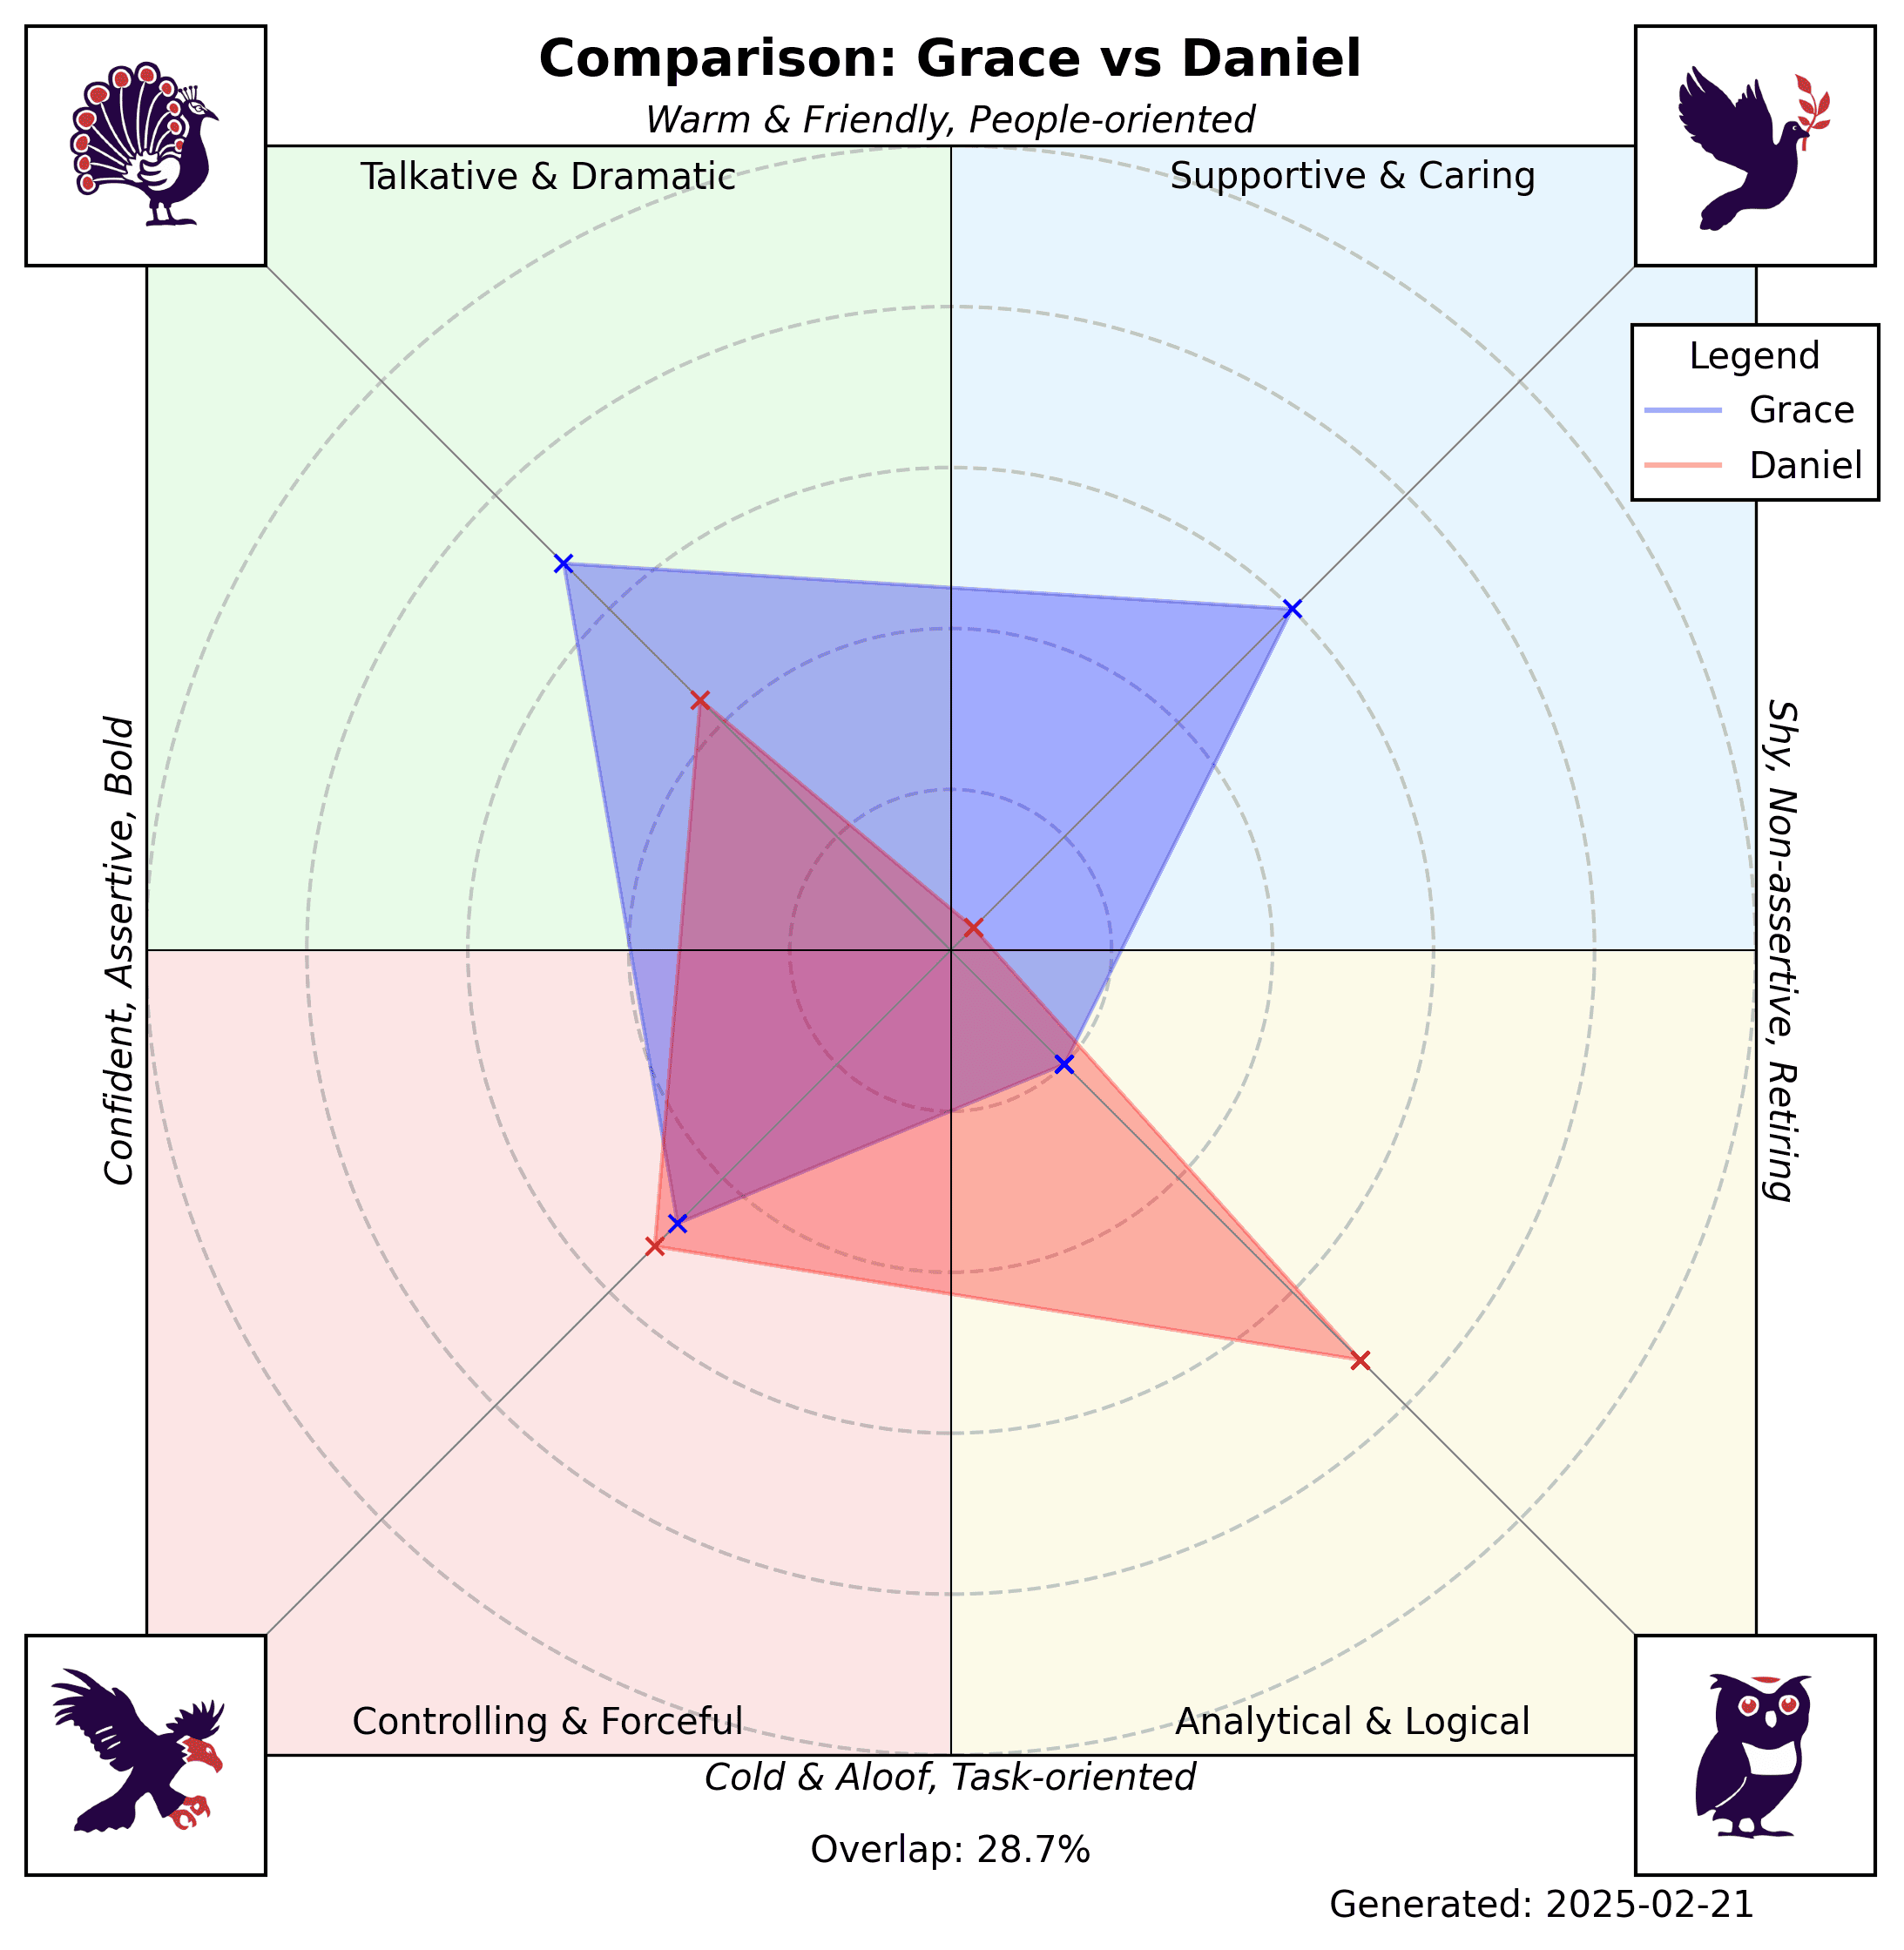 Comparison: Grace vs Daniel
Warm & Friendly, People-oriented
Talkative & Dramatic
Supportive & Caring
Legend
Grace
Daniel
Confident, Assertive, Bold
Shy, Non-assertive, Retiring
Controlling & Forceful
Analytical & Logical
Cold & Aloof, Task-oriented
Overlap: 28.7%
Generated: 2025-02-21